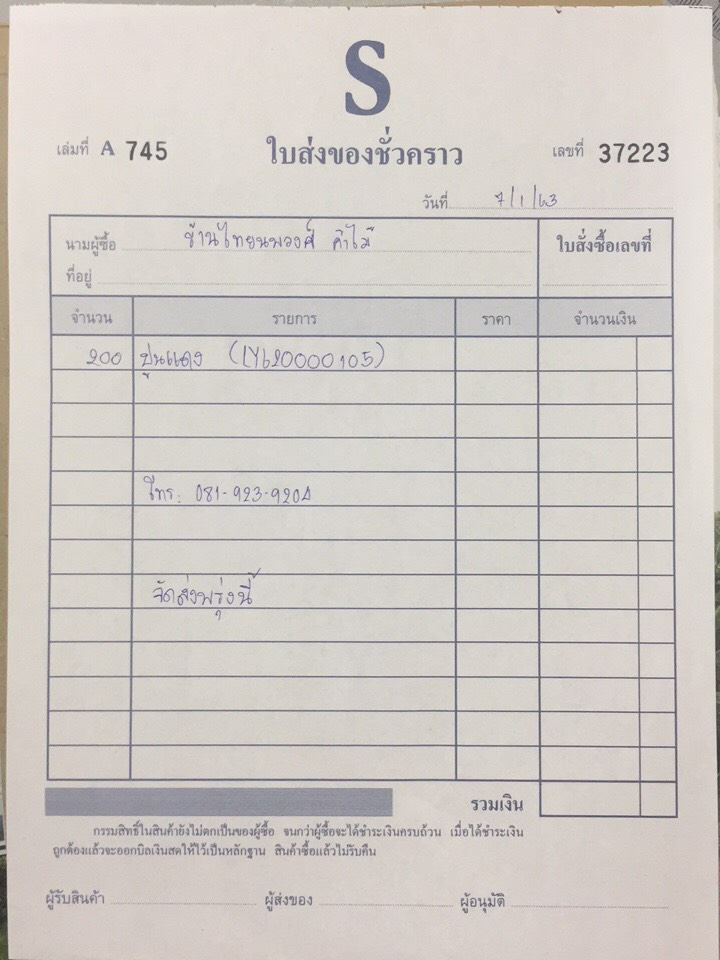 S
เล่มที่ A 745
ใบส่งของชั่วคราว
เลขที่ 37223
วันที่ 7/1/63
นามผู้ซื้อ ร้านไทยนพวงศ์ ค้าไม้
ใบสั่งซื้อเลขที่
ที่อยู่
จำนวน รายการ ราคา จำนวนเงิน
200 ปูนแดง (LY620000105)
โทร. 081-923-9204
จัดส่งพรุ่งนี้
รวมเงิน
กรรมสิทธิ์ในสินค้ายังไม่ตกเป็นของผู้ซื้อ จนกว่าผู้ซื้อจะได้ชำระเงินครบถ้วน เมื่อได้ชำระเงิน
ถูกต้องแล้วจะออกบิลเงินสดให้ไว้เป็นหลักฐาน สินค้าซื้อแล้วไม่รับคืน
ผู้รับสินค้า ผู้ส่งของ ผู้อนุมัติ